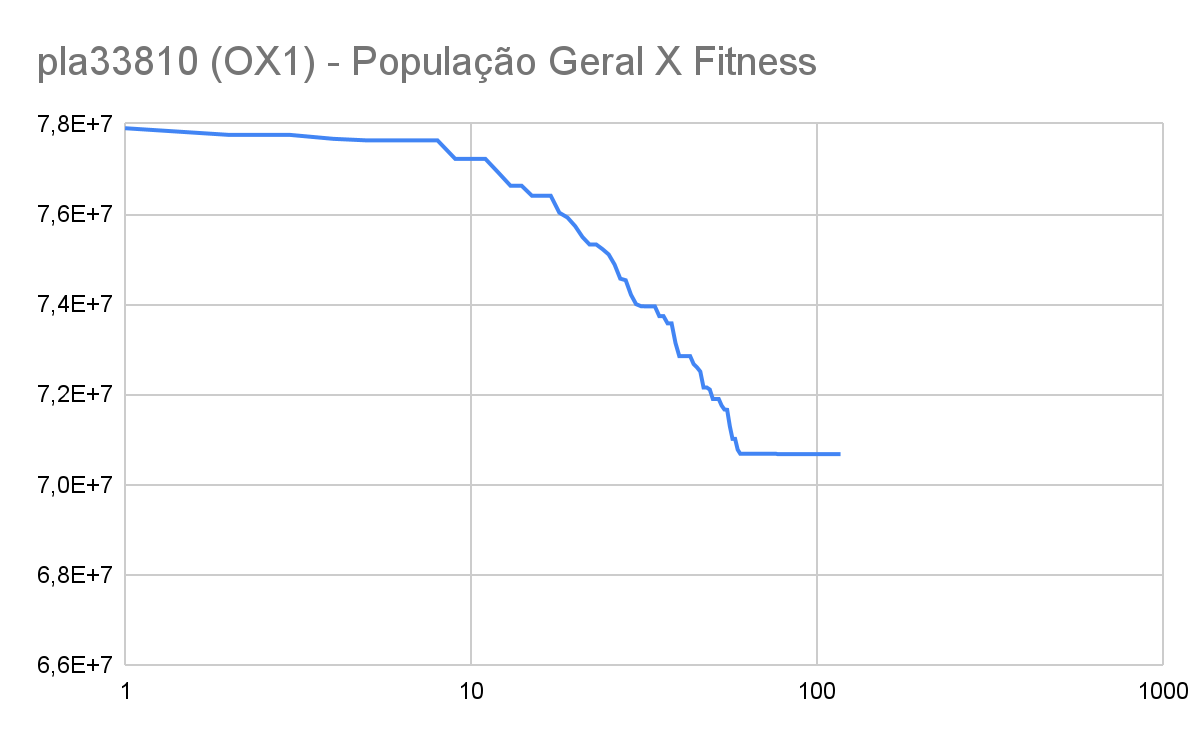 pla33810 (OX1) - População Geral X Fitness
7,8E+7
7,6E+7
7,4E+7
7,2E+7
7,0E+7
6,8E+7
6,6E+7
1 10 100 1000